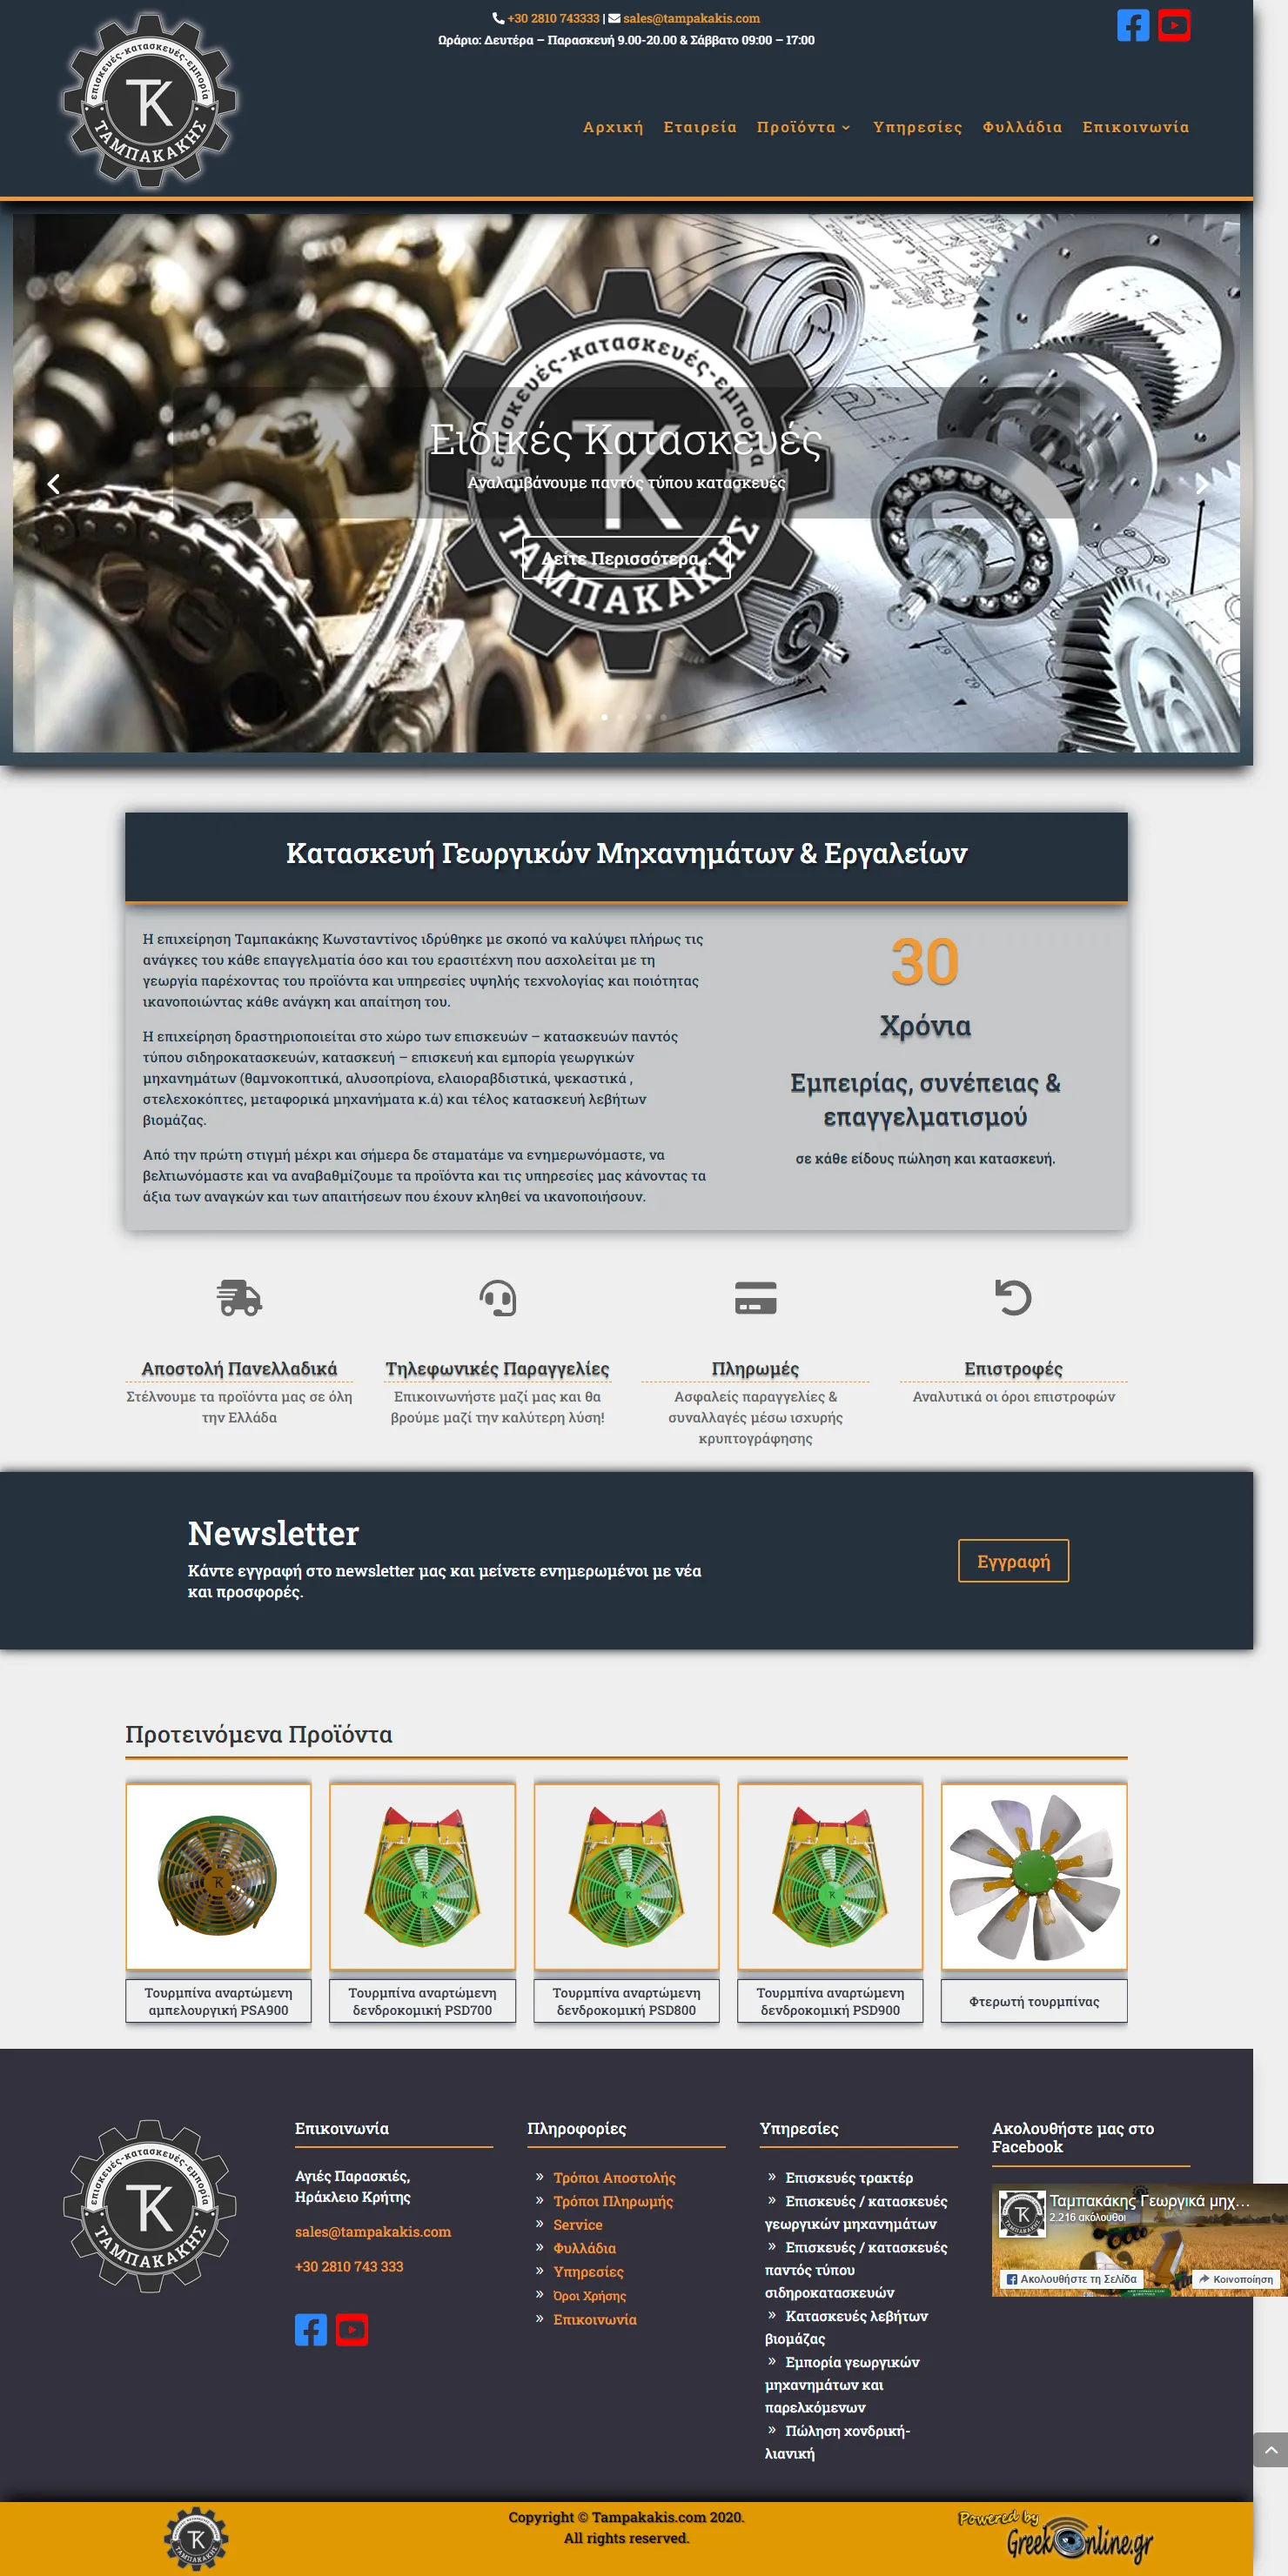 +30 2810 743333 | sales@tampakakis.com
Ωράριο: Δευτέρα – Παρασκευή 9.00-20.00 & Σάββατο 09:00 – 17:00
επισκευές-κατασκευές-εμπορία
ΤΚ
ΤΑΜΠΑΚΑΚΗΣ
Αρχική Εταιρεία Προϊόντα Υπηρεσίες Φυλλάδια Επικοινωνία
επισκευές-κατασκευές-εμπορία
ΤΚ
ΤΑΜΠΑΚΑΚΗΣ
Ειδικές Κατασκευές
Αναλαμβάνουμε παντός τύπου κατασκευές
Δείτε Περισσότερα...
Κατασκευή Γεωργικών Μηχανημάτων & Εργαλείων
Η επιχείρηση Ταμπακάκης Κωνσταντίνος ιδρύθηκε με σκοπό να καλύψει πλήρως τις
ανάγκες του κάθε επαγγελματία όσο και του ερασιτέχνη που ασχολείται με τη
γεωργία παρέχοντας του προϊόντα και υπηρεσίες υψηλής τεχνολογίας και ποιότητας
ικανοποιώντας κάθε ανάγκη και απαίτηση του.
Η επιχείρηση δραστηριοποιείται στο χώρο των επισκευών – κατασκευών παντός
τύπου σιδηροκατασκευών, κατασκευή – επισκευή και εμπορία γεωργικών
μηχανημάτων (θαμνοκοπτικά, αλυσοπρίονα, ελαιοραβδιστικά, ψεκαστικά ,
στελεχοκόπτες, μεταφορικά μηχανήματα κ.ά) και τέλος κατασκευή λεβήτων
βιομάζας.
Από την πρώτη στιγμή μέχρι και σήμερα δε σταματάμε να ενημερωνόμαστε, να
βελτιωνόμαστε και να αναβαθμίζουμε τα προϊόντα και τις υπηρεσίες μας κάνοντας τα
άξια των αναγκών και των απαιτήσεων που έχουν κληθεί να ικανοποιήσουν.
30
Χρόνια
Εμπειρίας, συνέπειας &
επαγγελματισμού
σε κάθε είδους πώληση και κατασκευή.
Αποστολή Πανελλαδικά
Στέλνουμε τα προϊόντα μας σε όλη
την Ελλάδα
Τηλεφωνικές Παραγγελίες
Επικοινωνήστε μαζί μας και θα
βρούμε μαζί την καλύτερη λύση!
Πληρωμές
Ασφαλείς παραγγελίες &
συναλλαγές μέσω ισχυρής
κρυπτογράφησης
Επιστροφές
Αναλυτικά οι όροι επιστροφών
Newsletter
Κάντε εγγραφή στο newsletter μας και μείνετε ενημερωμένοι με νέα
και προσφορές.
Εγγραφή
Προτεινόμενα Προϊόντα
Τουρμπίνα αναρτώμενη
αμπελουργική PSA900
Τουρμπίνα αναρτώμενη
δενδροκομική PSD700
Τουρμπίνα αναρτώμενη
δενδροκομική PSD800
Τουρμπίνα αναρτώμενη
δενδροκομική PSD900
Φτερωτή τουρμπίνας
επισκευές-κατασκευές-εμπορία
ΤΚ
ΤΑΜΠΑΚΑΚΗΣ
Επικοινωνία
Αγιές Παρασκιές,
Ηράκλειο Κρήτης
sales@tampakakis.com
+30 2810 743 333
Πληροφορίες
» Τρόποι Αποστολής
» Τρόποι Πληρωμής
» Service
» Φυλλάδια
» Υπηρεσίες
» Όροι Χρήσης
» Επικοινωνία
Υπηρεσίες
» Επισκευές τρακτέρ
» Επισκευές / κατασκευές
γεωργικών μηχανημάτων
» Επισκευές / κατασκευές
παντός τύπου
σιδηροκατασκευών
» Κατασκευές λεβήτων
βιομάζας
» Εμπορία γεωργικών
μηχανημάτων και
παρελκόμενων
» Πώληση χονδρική-
λιανική
Ακολουθήστε μας στο
Facebook
Ταμπακάκης Γεωργικά μηχ...
2.216 ακόλουθοι
Ακολουθήστε τη Σελίδα
Κοινοποίηση
ΤΚ
ΤΑΜΠΑΚΑΚΗΣ
Copyright © Tampakakis.com 2020.
All rights reserved.
Powered by
GreekOnline.gr